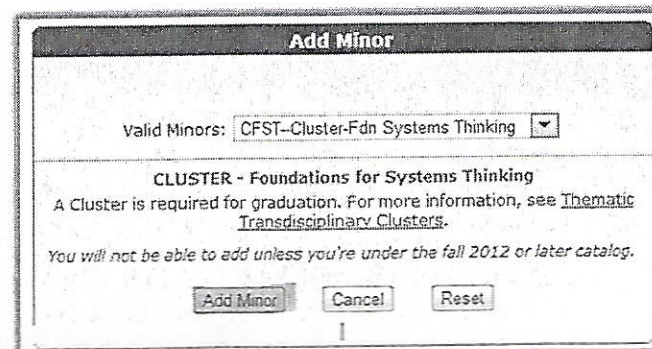 Add Minor
Valid Minors: CFST--Cluster-Fdn Systems Thinking
CLUSTER - Foundations for Systems Thinking
A Cluster is required for graduation. For more information, see Thematic
Transdisciplinary Clusters.
You will not be able to add unless you're under the fall 2012 or later catalog.
Add Minor Cancel Reset